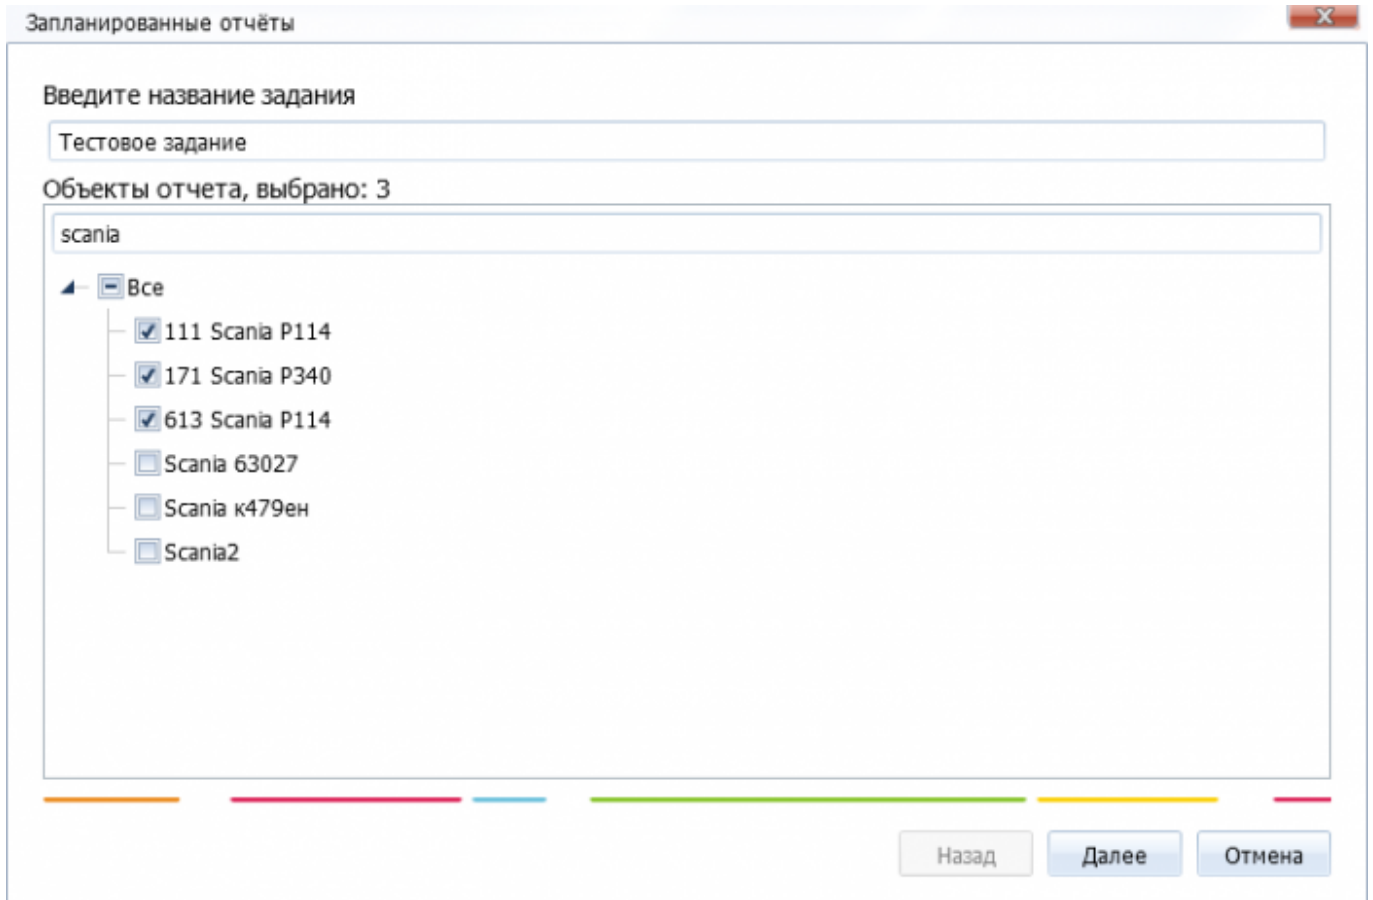 Запланированные отчёты
Введите название задания
Тестовое задание
Объекты отчета, выбрано: 3
scania
Все
111 Scania P114
171 Scania P340
613 Scania P114
Scania 63027
Scania к479ен
Scania2
Назад Далее Отмена